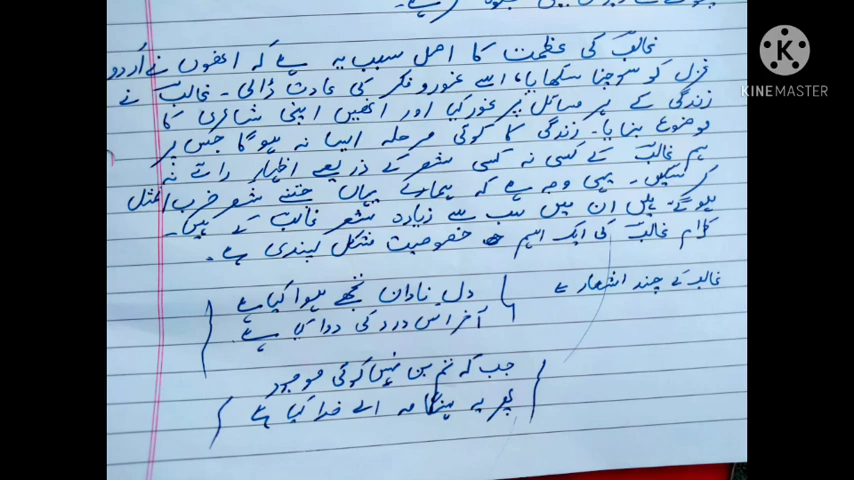 غالب کی عظمت کا اصل سبب یہ ہے کہ انھوں نے اُردو
غزل کو سوچنا سکھایا، اسے غور و فکر کی عادت ڈالی۔ غالب نے
زندگی کے ہر مسائل پر غور کیا اور انھیں اپنی شاعری کا
موضوع بنایا۔ زندگی کا کوئی مرحلہ ایسا نہ ہوگا جس پر
ہم غالب کے کسی نہ کسی شعر کے ذریعے اظہار رائے نہ
کر سکیں۔ یہی وجہ ہے کہ ہمارے یہاں جتنے شعر ضرب المثل
ہوگئے ہیں ان میں سب سے زیادہ شعر غالب کے ہیں۔
کلام غالب کی ایک اہم خصوصیت مشکل پسندی ہے۔
غالب کے چند اشعار
دل ناداں تجھے ہوا کیا ہے
آخر اس درد کی دوا کیا ہے
جب کہ تم بن نہیں کوئی موجود
پھر یہ ہنگامہ اے خدا کیا ہے
KINEMASTER